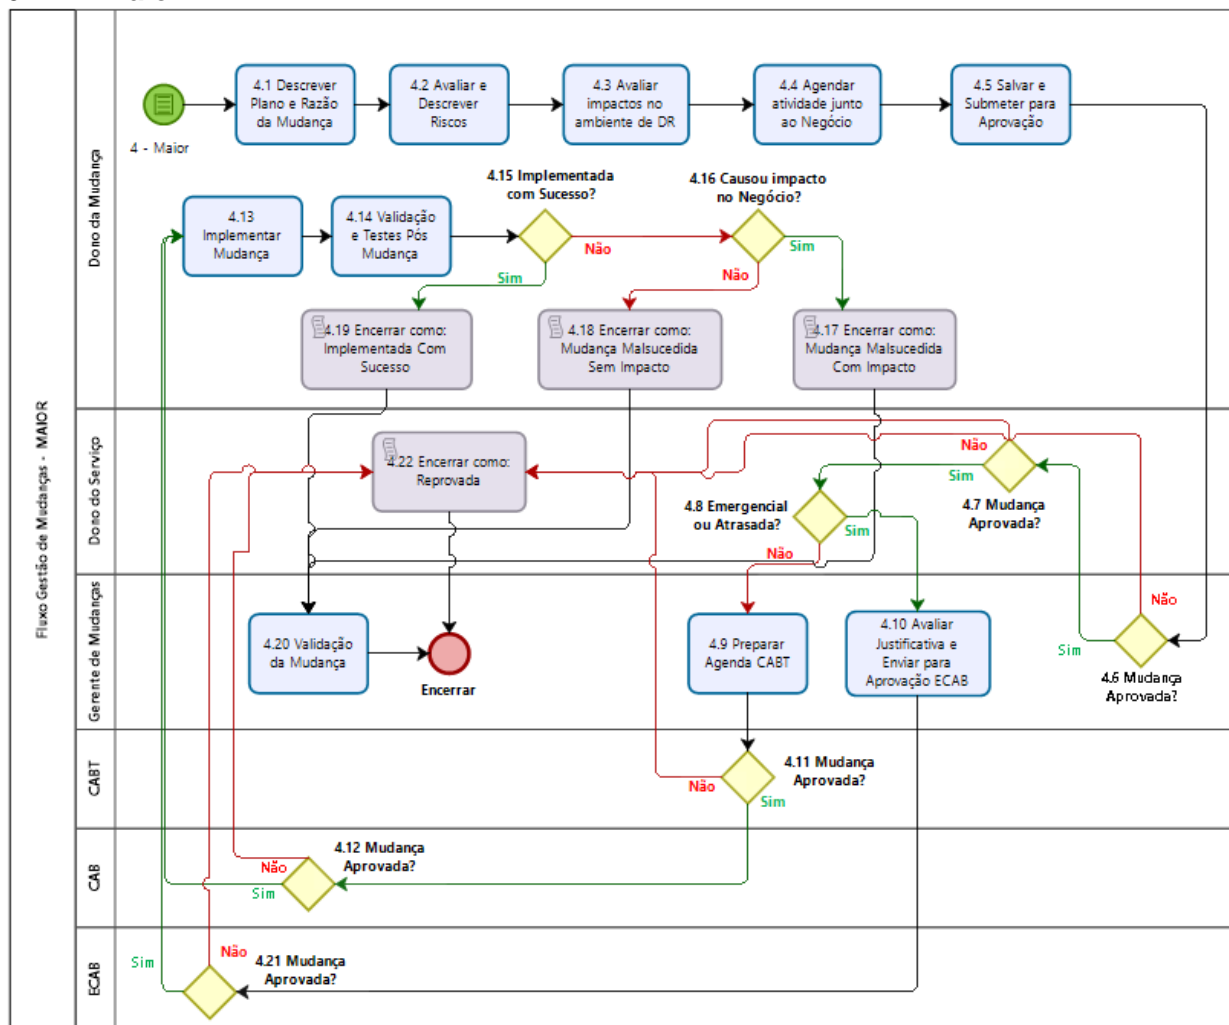 Fluxo Gestão de Mudanças - MAIOR
Dono da Mudança
4 - Maior
4.1 Descrever
Plano e Razão
da Mudança
4.2 Avaliar e
Descrever
Riscos
4.3 Avaliar
impactos no
ambiente de DR
4.4 Agendar
atividade junto
ao Negócio
4.5 Salvar e
Submeter para
Aprovação
4.13
Implementar
Mudança
4.14 Validação
e Testes Pós
Mudança
4.15 Implementada
com Sucesso?
Não
Sim
4.16 Causou impacto
no Negócio?
Sim
Não
4.19 Encerrar como:
Implementada Com
Sucesso
4.18 Encerrar como:
Mudança Malsucedida
Sem Impacto
4.17 Encerrar como:
Mudança Malsucedida
Com Impacto
Dono do Serviço
4.22 Encerrar como:
Reprovada
4.8 Emergencial
ou Atrasada?
Sim
Não
Não
Sim
4.7 Mudança
Aprovada?
Gerente de Mudanças
4.20 Validação
da Mudança
Encerrar
4.9 Preparar
Agenda CABT
4.10 Avaliar
Justificativa e
Enviar para
Aprovação ECAB
Não
Sim
4.6 Mudança
Aprovada?
CABT
4.11 Mudança
Aprovada?
Não
Sim
CAB
4.12 Mudança
Aprovada?
Não
Sim
ECAB
Sim
Não
4.21 Mudança
Aprovada?